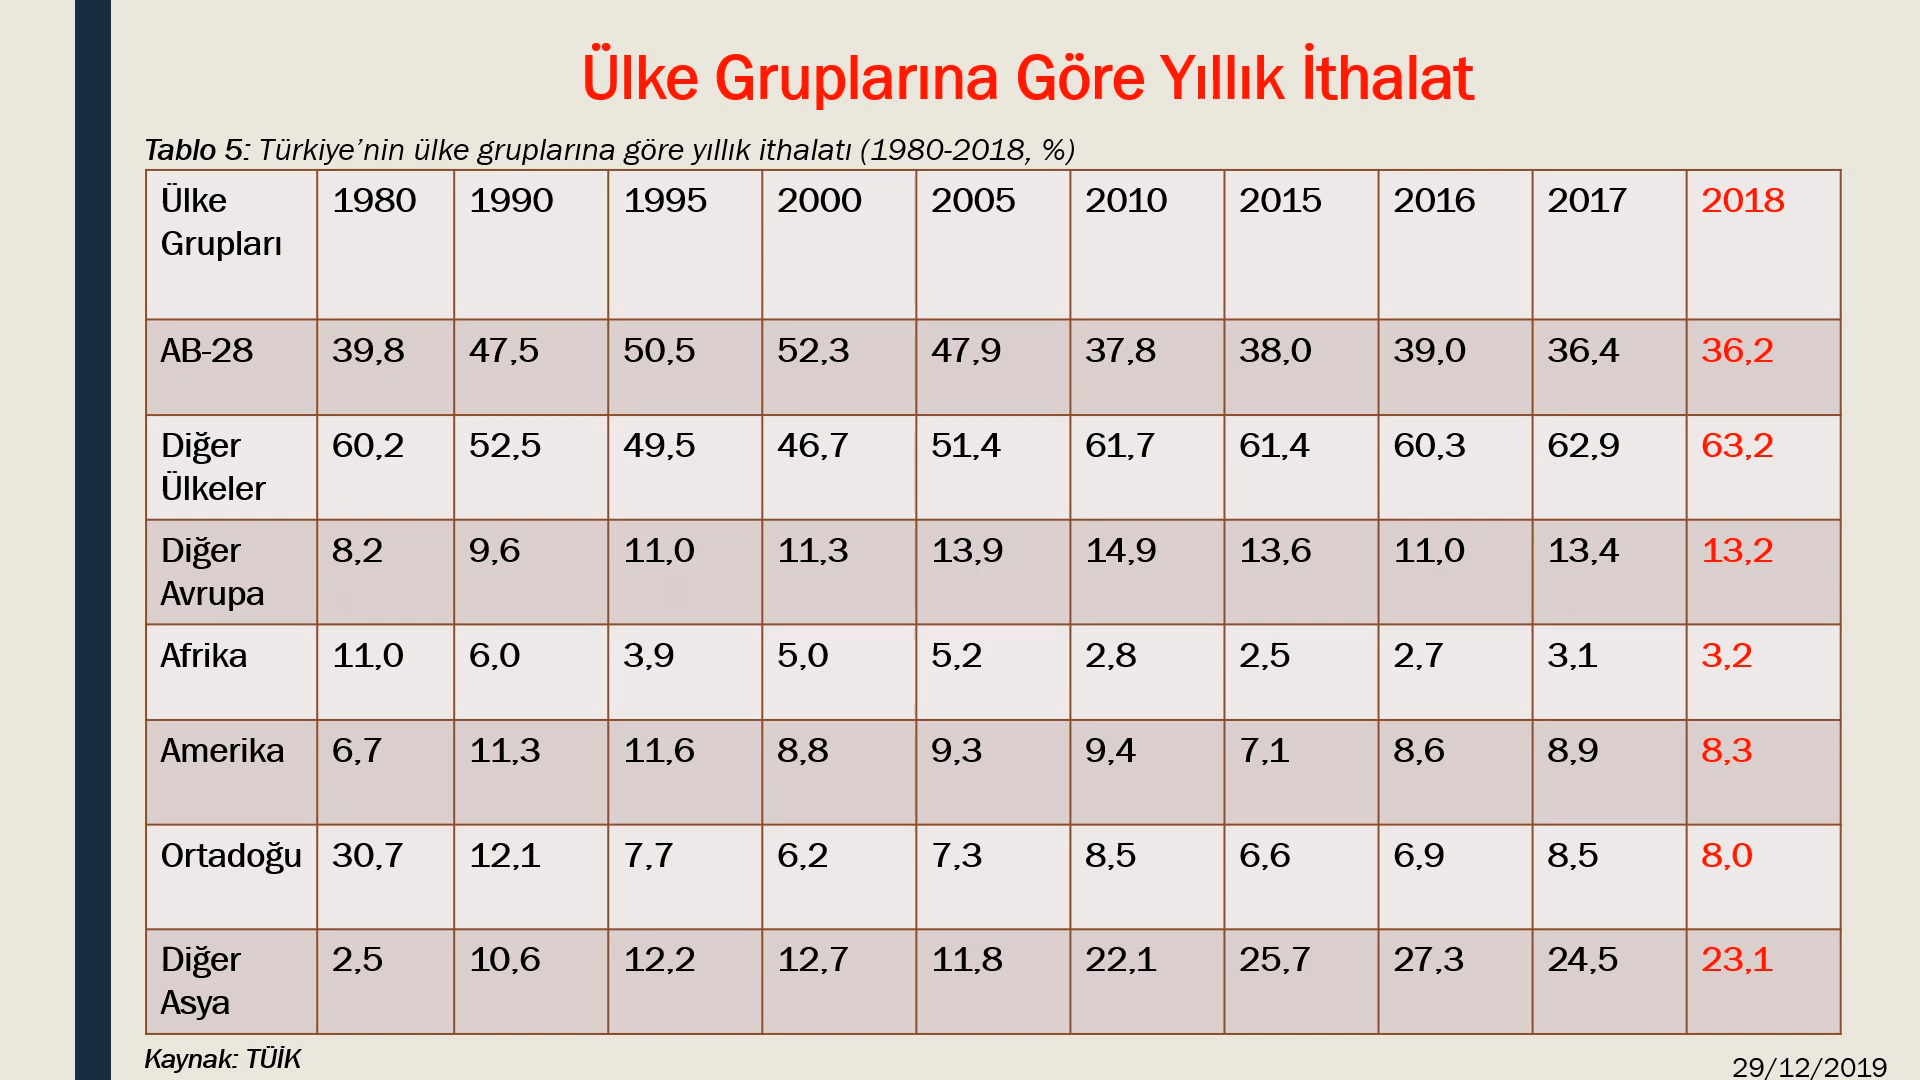 Ülke Gruplarına Göre Yıllık İthalat
Tablo 5: Türkiye’nin ülke gruplarına göre yıllık ithalatı (1980-2018, %)
Ülke Grupları 1980 1990 1995 2000 2005 2010 2015 2016 2017 2018
AB-28 39,8 47,5 50,5 52,3 47,9 37,8 38,0 39,0 36,4 36,2
Diğer Ülkeler 60,2 52,5 49,5 46,7 51,4 61,7 61,4 60,3 62,9 63,2
Diğer Avrupa 8,2 9,6 11,0 11,3 13,9 14,9 13,6 11,0 13,4 13,2
Afrika 11,0 6,0 3,9 5,0 5,2 2,8 2,5 2,7 3,1 3,2
Amerika 6,7 11,3 11,6 8,8 9,3 9,4 7,1 8,6 8,9 8,3
Ortadoğu 30,7 12,1 7,7 6,2 7,3 8,5 6,6 6,9 8,5 8,0
Diğer Asya 2,5 10,6 12,2 12,7 11,8 22,1 25,7 27,3 24,5 23,1
Kaynak: TÜİK
29/12/2019